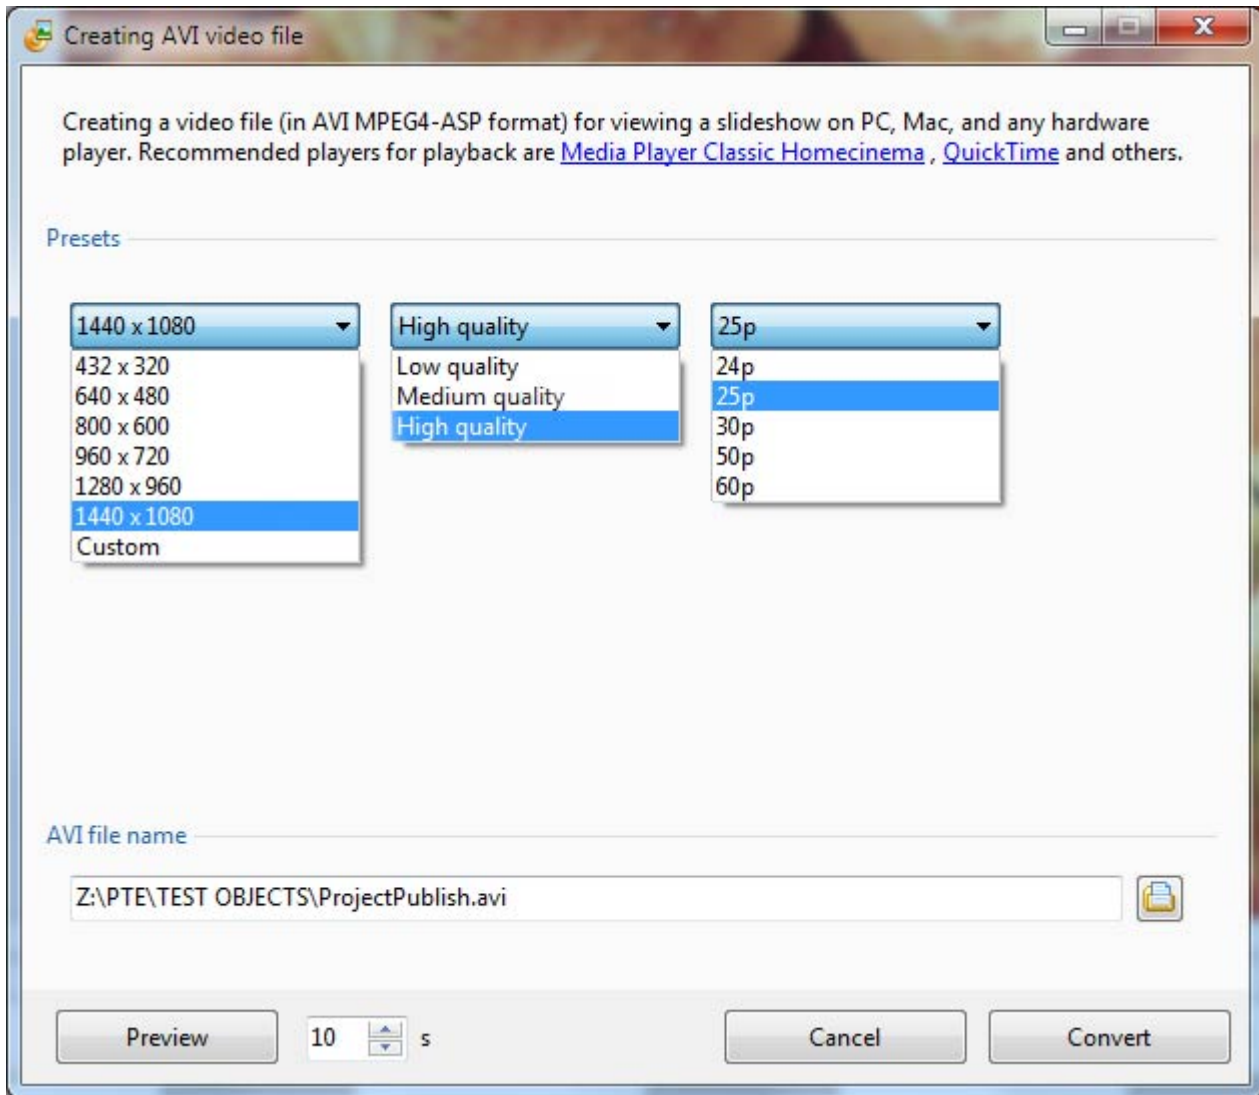 Creating AVI video file
Creating a video file (in AVI MPEG4-ASP format) for viewing a slideshow on PC, Mac, and any hardware
player. Recommended players for playback are Media Player Classic Homecinema , QuickTime and others.
Presets
1440 x 1080
432 x 320
640 x 480
800 x 600
960 x 720
1280 x 960
1440 x 1080
Custom
High quality
Low quality
Medium quality
High quality
25p
24p
25p
30p
50p
60p
AVI file name
Z:\PTE\TEST OBJECTS\ProjectPublish.avi
Preview 10 s Cancel Convert